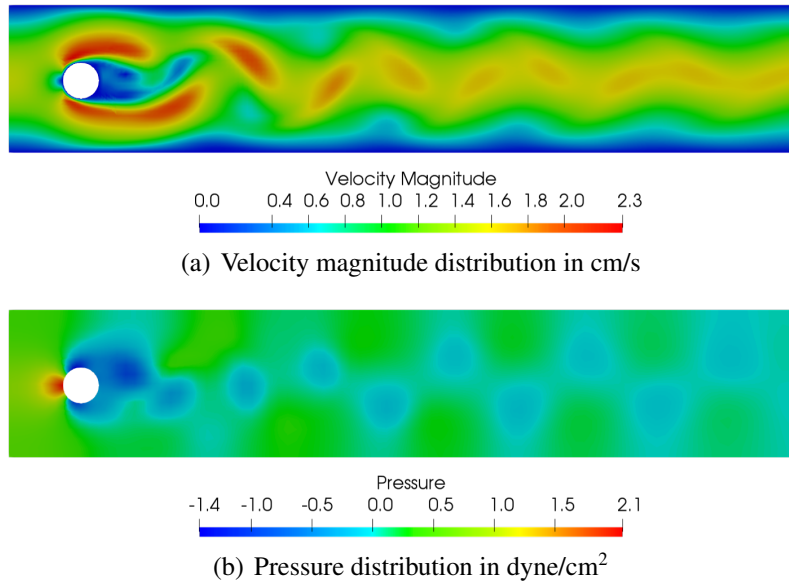 Velocity Magnitude
0.0 0.4 0.6 0.8 1.0 1.2 1.4 1.6 1.8 2.0 2.3
(a) Velocity magnitude distribution in cm/s
Pressure
-1.4 -1.0 -0.5 0.0 0.5 1.0 1.5 2.1
(b) Pressure distribution in dyne/cm²